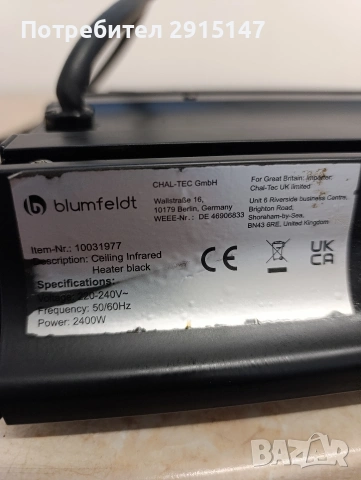 Потребител 2915147
blumfeldt
CHAL-TEC GmbH
Wallstraße 16,
10179 Berlin, Germany
WEEE-Nr.: DE 46906833
For Great Britain: importer:
Chal-Tec UK limited
Unit 6 Riverside business Centre,
Brighton Road,
Shoreham-by-Sea,
BN43 6RE, United Kingdom
Item-Nr.: 10031977
Description: Ceiling Infrared
Heater black
Specifications:
220-240V~
Frequency: 50/60Hz
Power: 2400W
CE
UK
CA
BAZAR